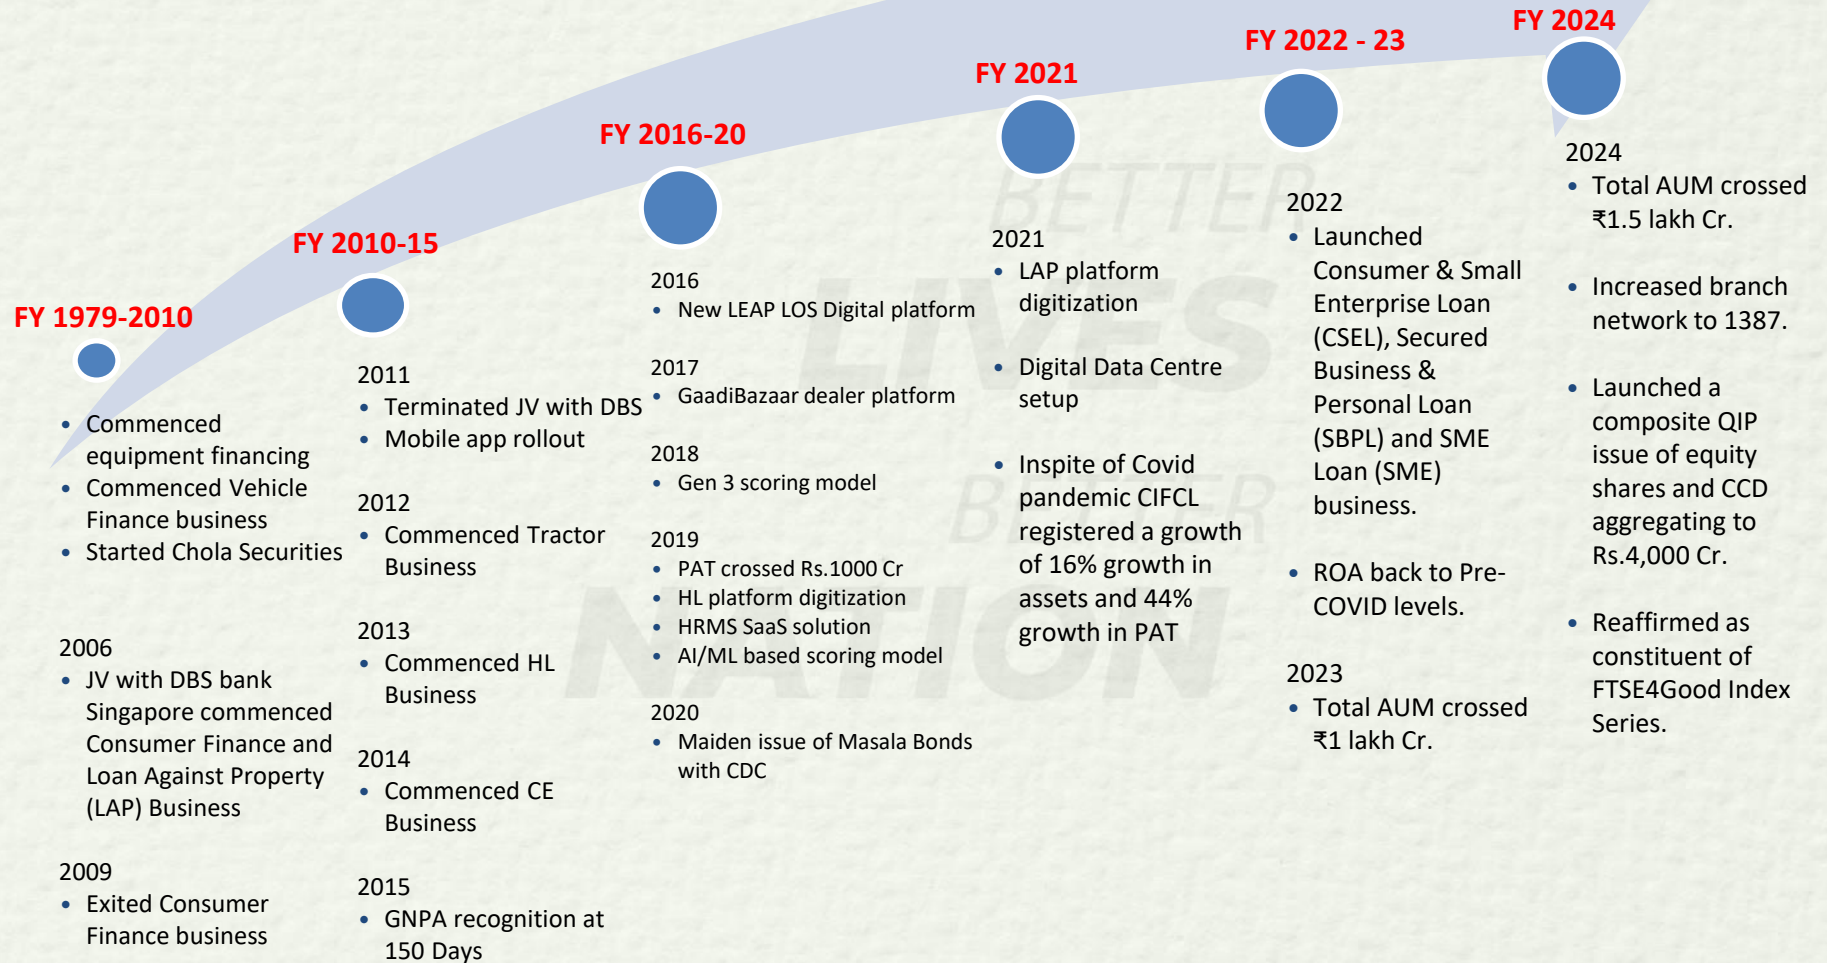 FY 1979-2010
• Commenced
equipment financing
• Commenced Vehicle
Finance business
• Started Chola Securities
2006
• JV with DBS bank
Singapore commenced
Consumer Finance and
Loan Against Property
(LAP) Business
2009
• Exited Consumer
Finance business
FY 2010-15
2011
• Terminated JV with DBS
• Mobile app rollout
2012
• Commenced Tractor
Business
2013
• Commenced HL
Business
2014
• Commenced CE
Business
2015
• GNPA recognition at
150 Days
FY 2016-20
2016
• New LEAP LOS Digital platform
2017
• GaadiBazaar dealer platform
2018
• Gen 3 scoring model
2019
• PAT crossed Rs.1000 Cr
• HL platform digitization
• HRMS SaaS solution
• AI/ML based scoring model
2020
• Maiden issue of Masala Bonds
with CDC
FY 2021
2021
• LAP platform
digitization
• Digital Data Centre
setup
• Inspite of Covid
pandemic CIFCL
registered a growth
of 16% growth in
assets and 44%
growth in PAT
FY 2022 - 23
2022
• Launched
Consumer & Small
Enterprise Loan
(CSEL), Secured
Business &
Personal Loan
(SBPL) and SME
Loan (SME)
business.
• ROA back to Pre-
COVID levels.
2023
• Total AUM crossed
₹1 lakh Cr.
FY 2024
2024
• Total AUM crossed
₹1.5 lakh Cr.
• Increased branch
network to 1387.
• Launched a
composite QIP
issue of equity
shares and CCD
aggregating to
Rs.4,000 Cr.
• Reaffirmed as
constituent of
FTSE4Good Index
Series.
BETTER
LIVES
BETTER
NATION